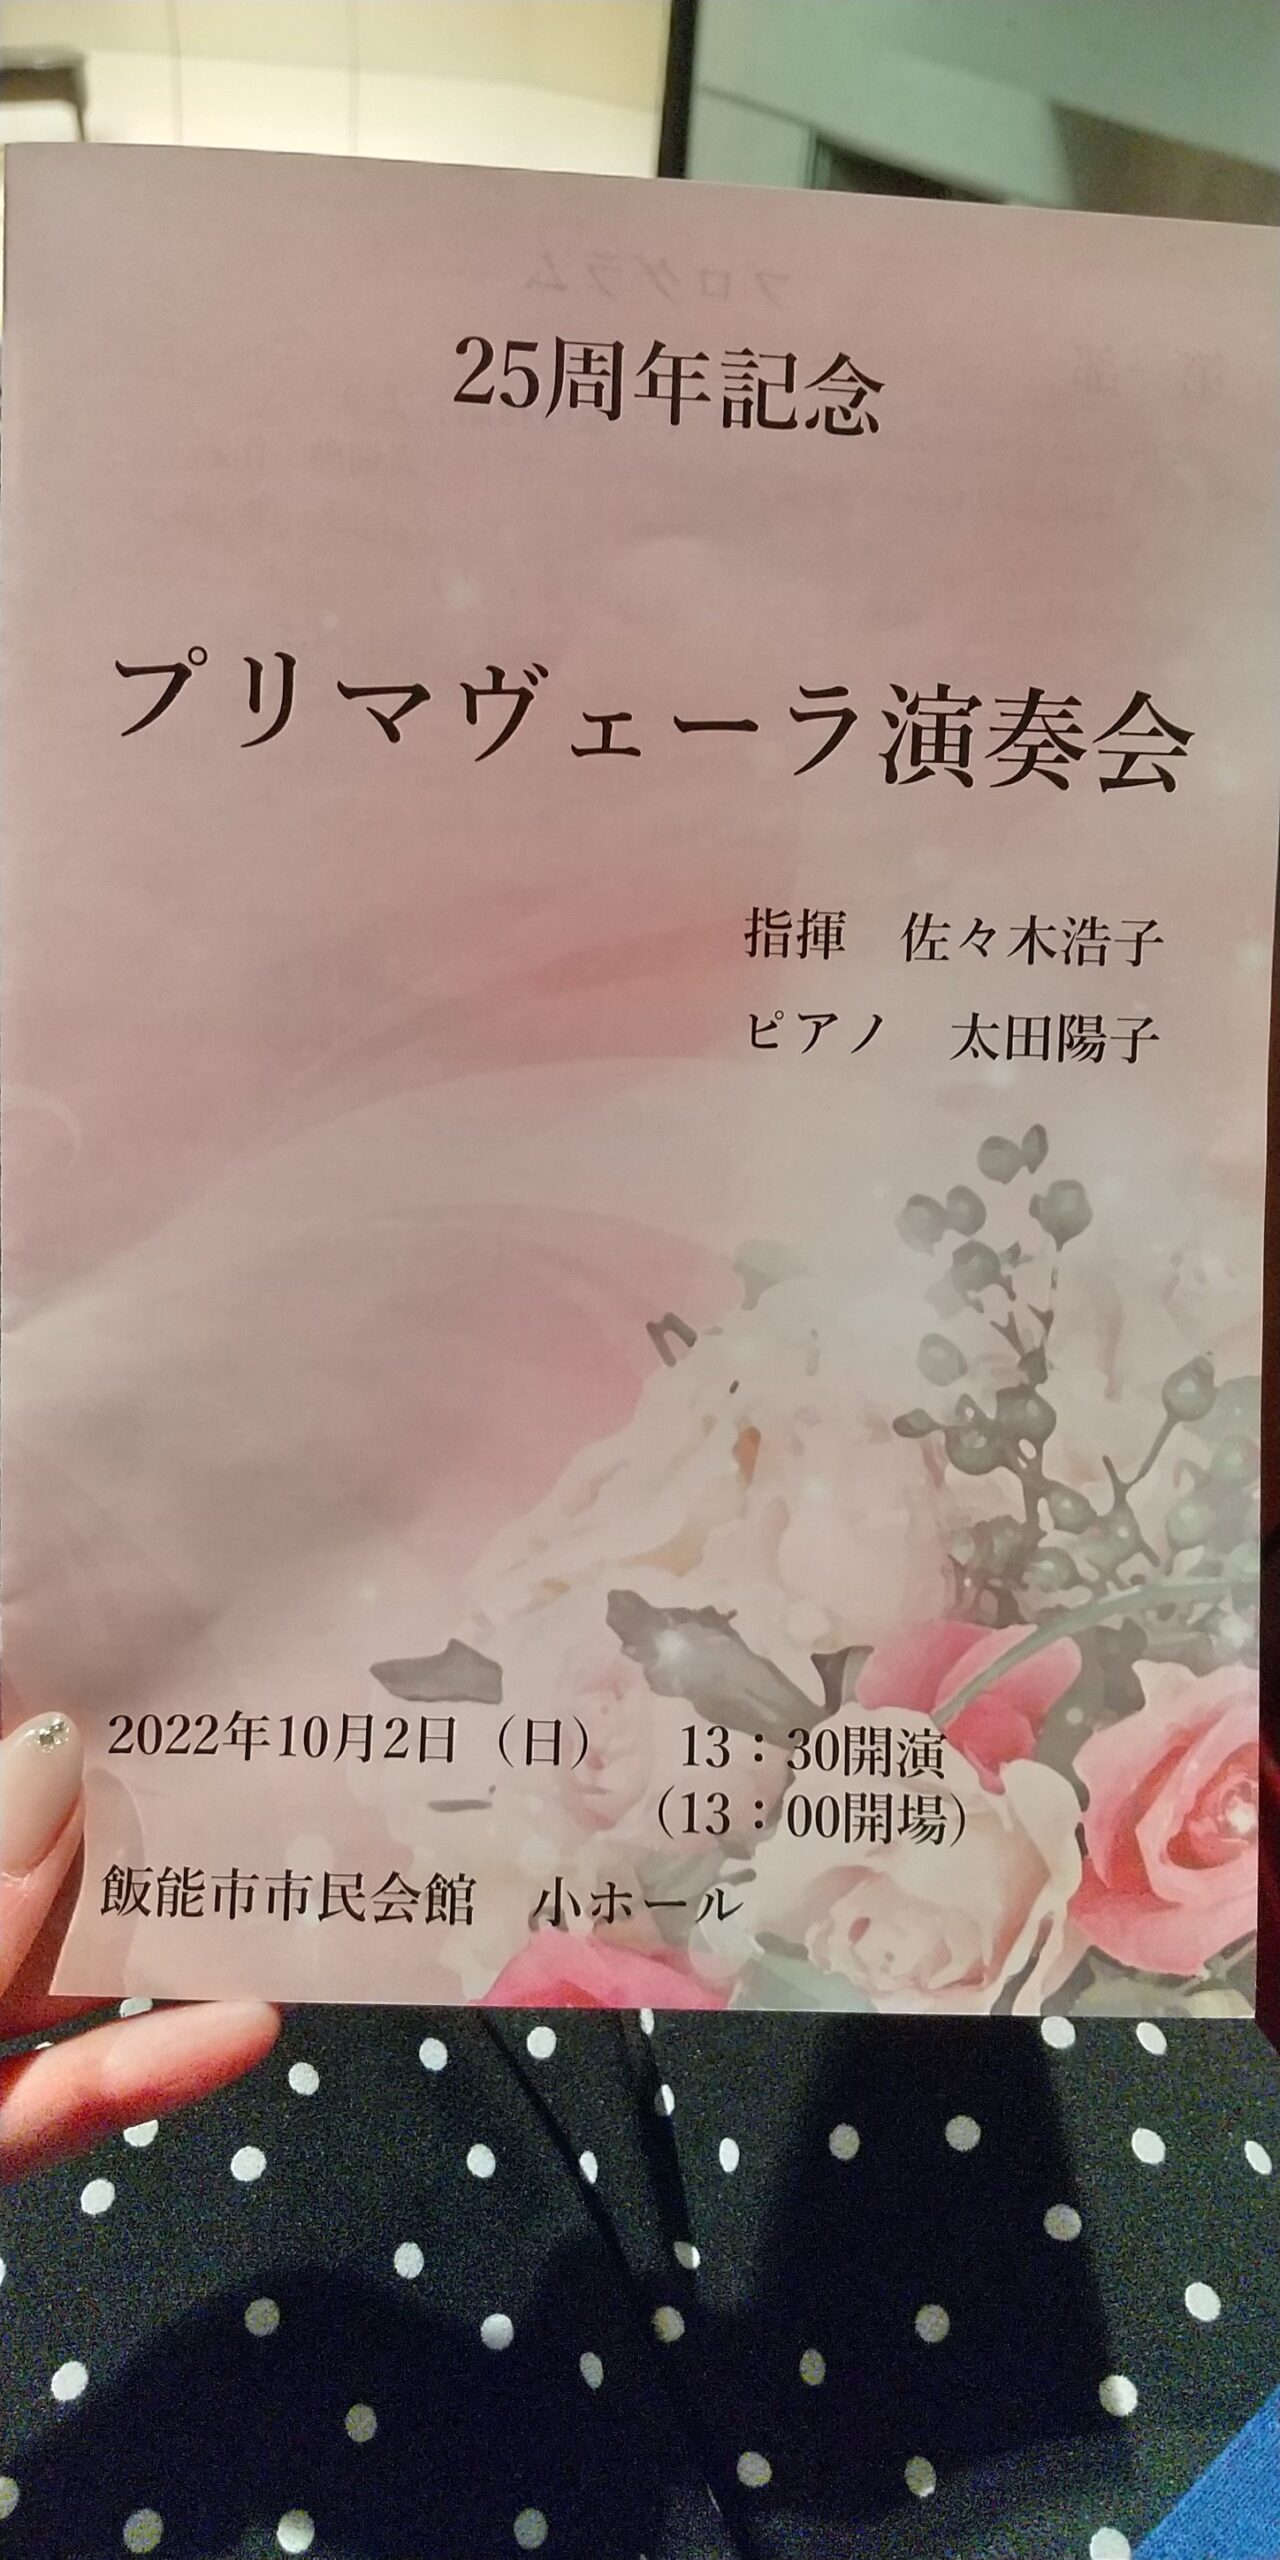 25周年記念
プリマヴェーラ演奏会
指揮　佐々木浩子
ピアノ　太田陽子
2022年10月2日（日）　13：30開演
（13：00開場）
飯能市市民会館　小ホール